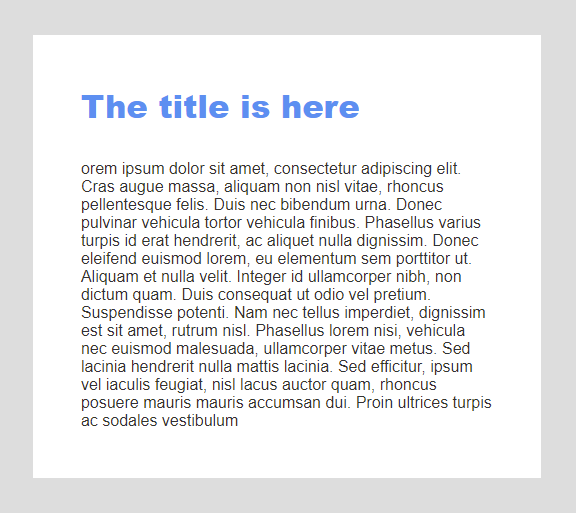 The title is here
orem ipsum dolor sit amet, consectetur adipiscing elit.
Cras augue massa, aliquam non nisl vitae, rhoncus
pellentesque felis. Duis nec bibendum urna. Donec
pulvinar vehicula tortor vehicula finibus. Phasellus varius
turpis id erat hendrerit, ac aliquet nulla dignissim. Donec
eleifend euismod lorem, eu elementum sem porttitor ut.
Aliquam et nulla velit. Integer id ullamcorper nibh, non
dictum quam. Duis consequat ut odio vel pretium.
Suspendisse potenti. Nam nec tellus imperdiet, dignissim
est sit amet, rutrum nisl. Phasellus lorem nisi, vehicula
nec euismod malesuada, ullamcorper vitae metus. Sed
lacinia hendrerit nulla mattis lacinia. Sed efficitur, ipsum
vel iaculis feugiat, nisl lacus auctor quam, rhoncus
posuere mauris mauris accumsan dui. Proin ultrices turpis
ac sodales vestibulum